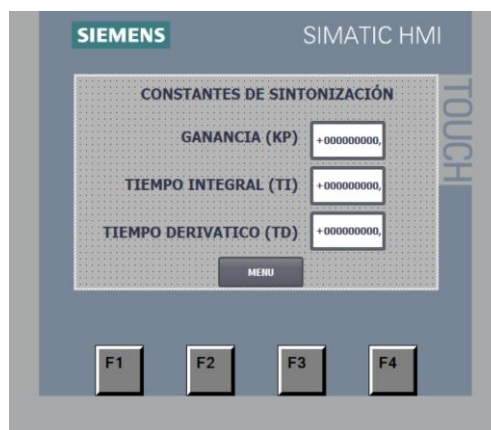 SIEMENS SIMATIC HMI
TOUCH
CONSTANTES DE SINTONIZACIÓN
GANANCIA (KP) +000000000,
TIEMPO INTEGRAL (TI) +000000000,
TIEMPO DERIVATICO (TD) +000000000,
MENU
F1 F2 F3 F4